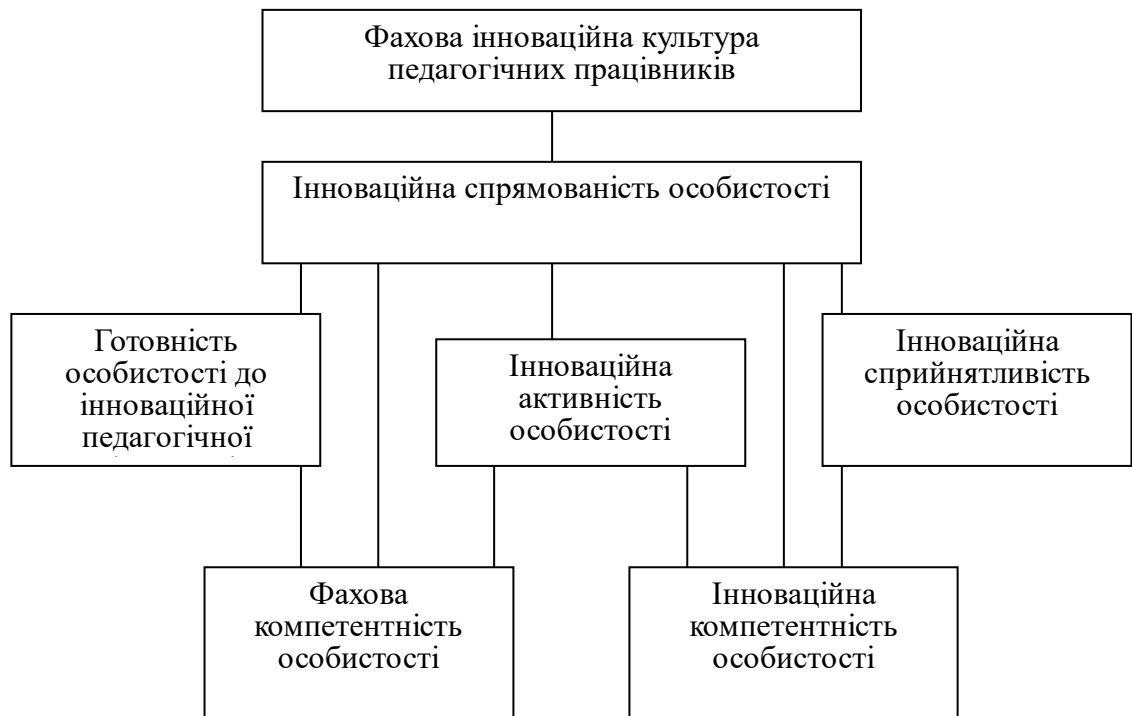 Фахова інноваційна культура
педагогічних працівників
Інноваційна спрямованість особистості
Готовність
особистості до
інноваційної
педагогічної
Інноваційна
активність
особистості
Інноваційна
сприйнятливість
особистості
Фахова
компетентність
особистості
Інноваційна
компетентність
особистості